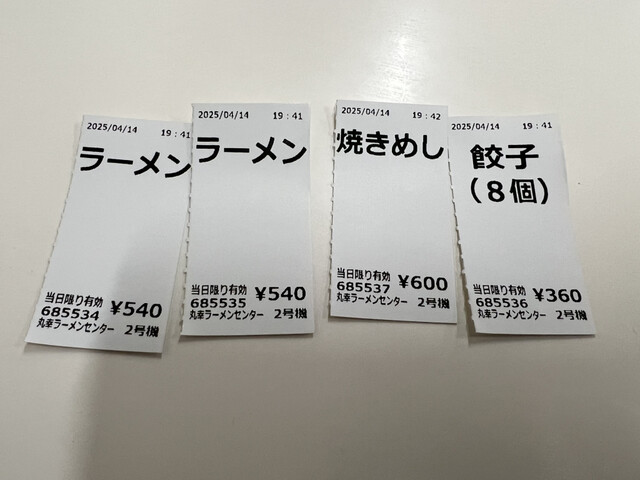 2025/04/14 19:41
ラーメン
当日限り有効
685534 ¥540
丸幸ラーメンセンター 2号機
2025/04/14 19:41
ラーメン
当日限り有効
685535 ¥540
丸幸ラーメンセンター 2号機
2025/04/14 19:42
焼きめし
当日限り有効
685537 ¥600
丸幸ラーメンセンター 2号機
2025/04/14 19:41
餃子
(8個)
当日限り有効
685536 ¥360
丸幸ラーメンセンター 2号機